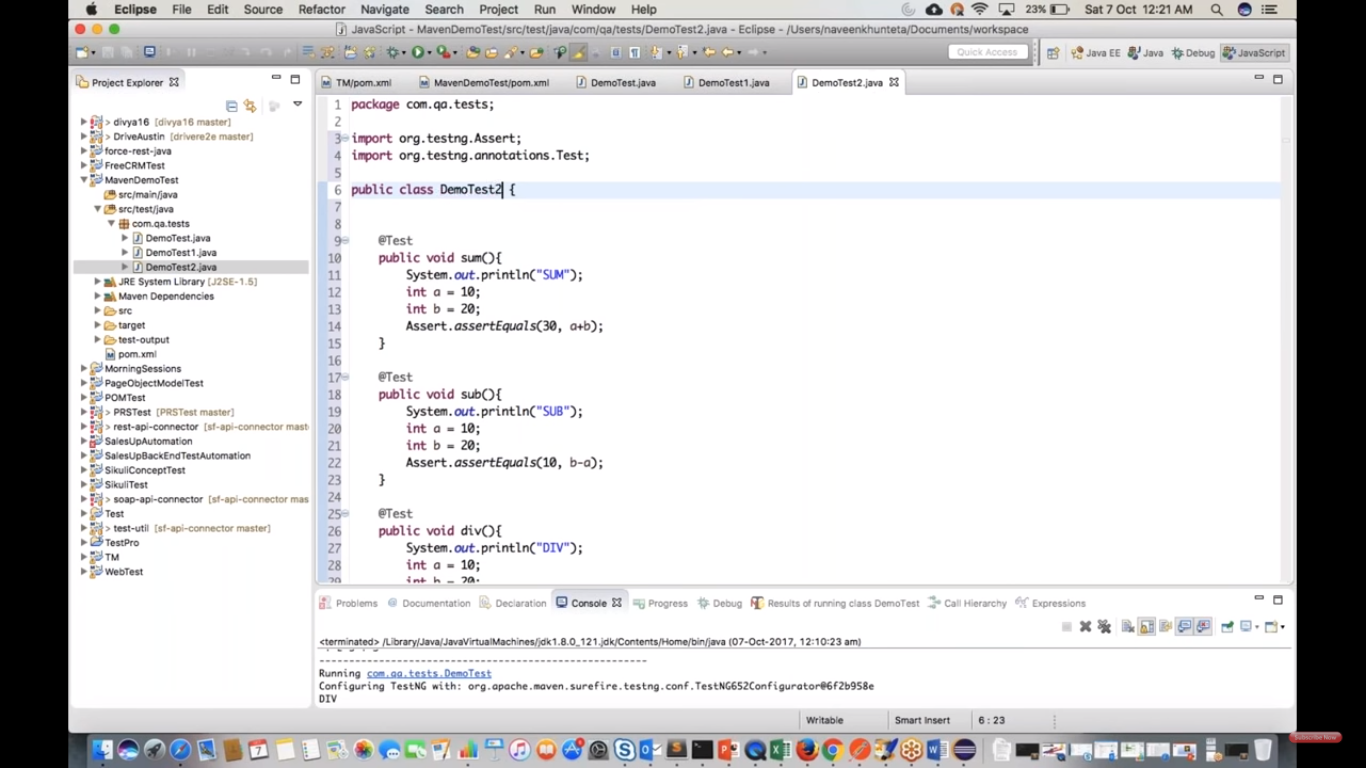 Eclipse File Edit Source Refactor Navigate Search Project Run Window Help 23% Sat 7 Oct 12:21 AM
JavaScript - MavenDemoTest/src/test/java/com/qa/tests/DemoTest2.java - Eclipse - /Users/naveenkhunteta/Documents/workspace
Quick Access Java EE Java Debug JavaScript
Project Explorer
divya16 [divya16 master]
DriveAustin [drivere2e master]
force-rest-java
FreeCRMTest
MavenDemoTest
src/main/java
src/test/java
com.qa.tests
DemoTest.java
DemoTest1.java
DemoTest2.java
JRE System Library [J2SE-1.5]
Maven Dependencies
src
target
test-output
pom.xml
MorningSessions
PageObjectModelTest
POMTest
> PRSTest [PRSTest master]
> rest-api-connector [sf-api-connector mast
SalesUpAutomation
SalesUpBackEndTestAutomation
SikuliConceptTest
SikuliTest
> soap-api-connector [sf-api-connector mas
Test
> test-util [sf-api-connector master]
TestPro
TM
WebTest
TM/pom.xml MavenDemoTest/pom.xml DemoTest.java DemoTest1.java DemoTest2.java
1 package com.qa.tests;
2
3 import org.testng.Assert;
4 import org.testng.annotations.Test;
5
6 public class DemoTest2 {
7
8
9 @Test
10 public void sum(){
11 System.out.println("SUM");
12 int a = 10;
13 int b = 20;
14 Assert.assertEquals(30, a+b);
15 }
16
17 @Test
18 public void sub(){
19 System.out.println("SUB");
20 int a = 10;
21 int b = 20;
22 Assert.assertEquals(10, b-a);
23 }
24
25 @Test
26 public void div(){
27 System.out.println("DIV");
28 int a = 10;
29 int b = 20;
Problems Documentation Declaration Console Progress Debug Results of running class DemoTest Call Hierarchy Expressions
<terminated> /Library/Java/JavaVirtualMachines/jdk1.8.0_121.jdk/Contents/Home/bin/java (07-Oct-2017, 12:10:23 am)
-------------------------------------------------------
Running com.qa.tests.DemoTest
Configuring TestNG with: org.apache.maven.surefire.testng.conf.TestNG652Configurator@6f2b958e
DIV
Writable Smart Insert 6 : 23
Subscribe Now